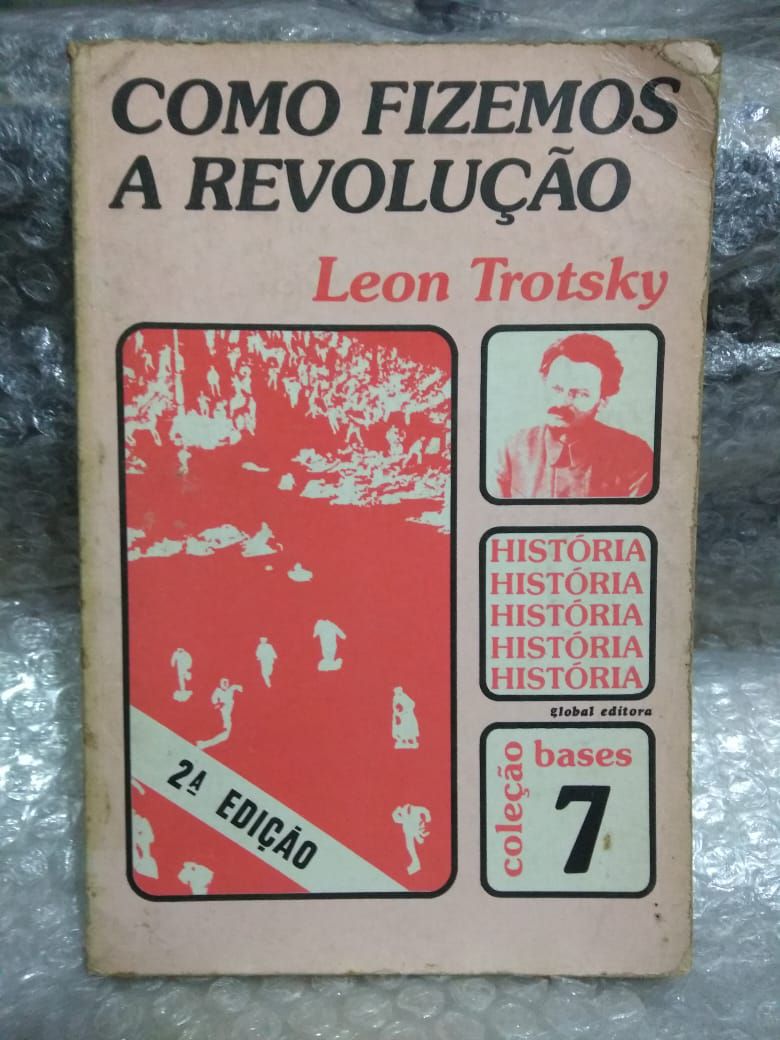 COMO FIZEMOS
A REVOLUÇÃO
Leon Trotsky
HISTÓRIA
HISTÓRIA
HISTÓRIA
HISTÓRIA
HISTÓRIA
global editora
coleção
bases
7
2ª EDIÇÃO